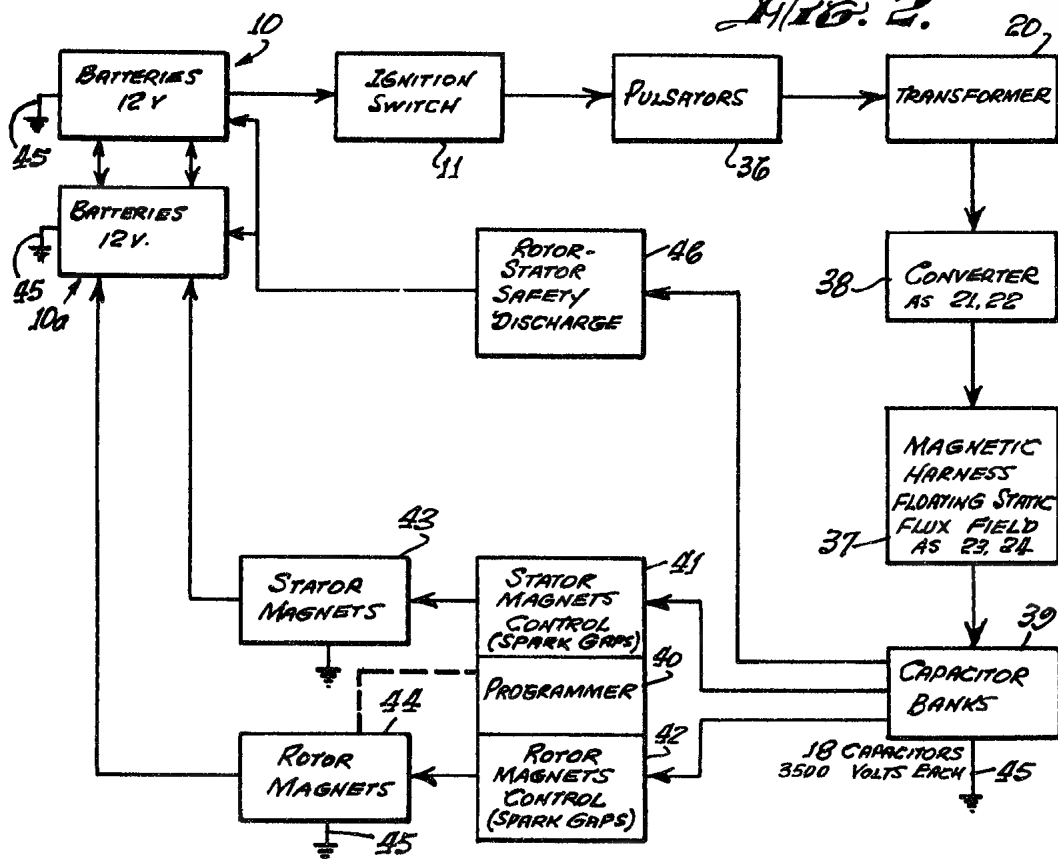 FIG. 2.
10
BATTERIES
12 V
45
IGNITION
SWITCH
11
PULSATORS
36
20
TRANSFORMER
BATTERIES
12 V.
45
10a
ROTOR-
STATOR
SAFETY
DISCHARGE
46
38
CONVERTER
AS 21, 22
MAGNETIC
HARNESS
FLOATING STATIC
FLUX FIELD
AS 23, 24
37
43
STATOR
MAGNETS
41
STATOR
MAGNETS
CONTROL
(SPARK GAPS)
40
PROGRAMMER
39
CAPACITOR
BANKS
18 CAPACITORS
3500 VOLTS EACH
45
44
ROTOR
MAGNETS
45
42
ROTOR
MAGNETS
CONTROL
(SPARK GAPS)